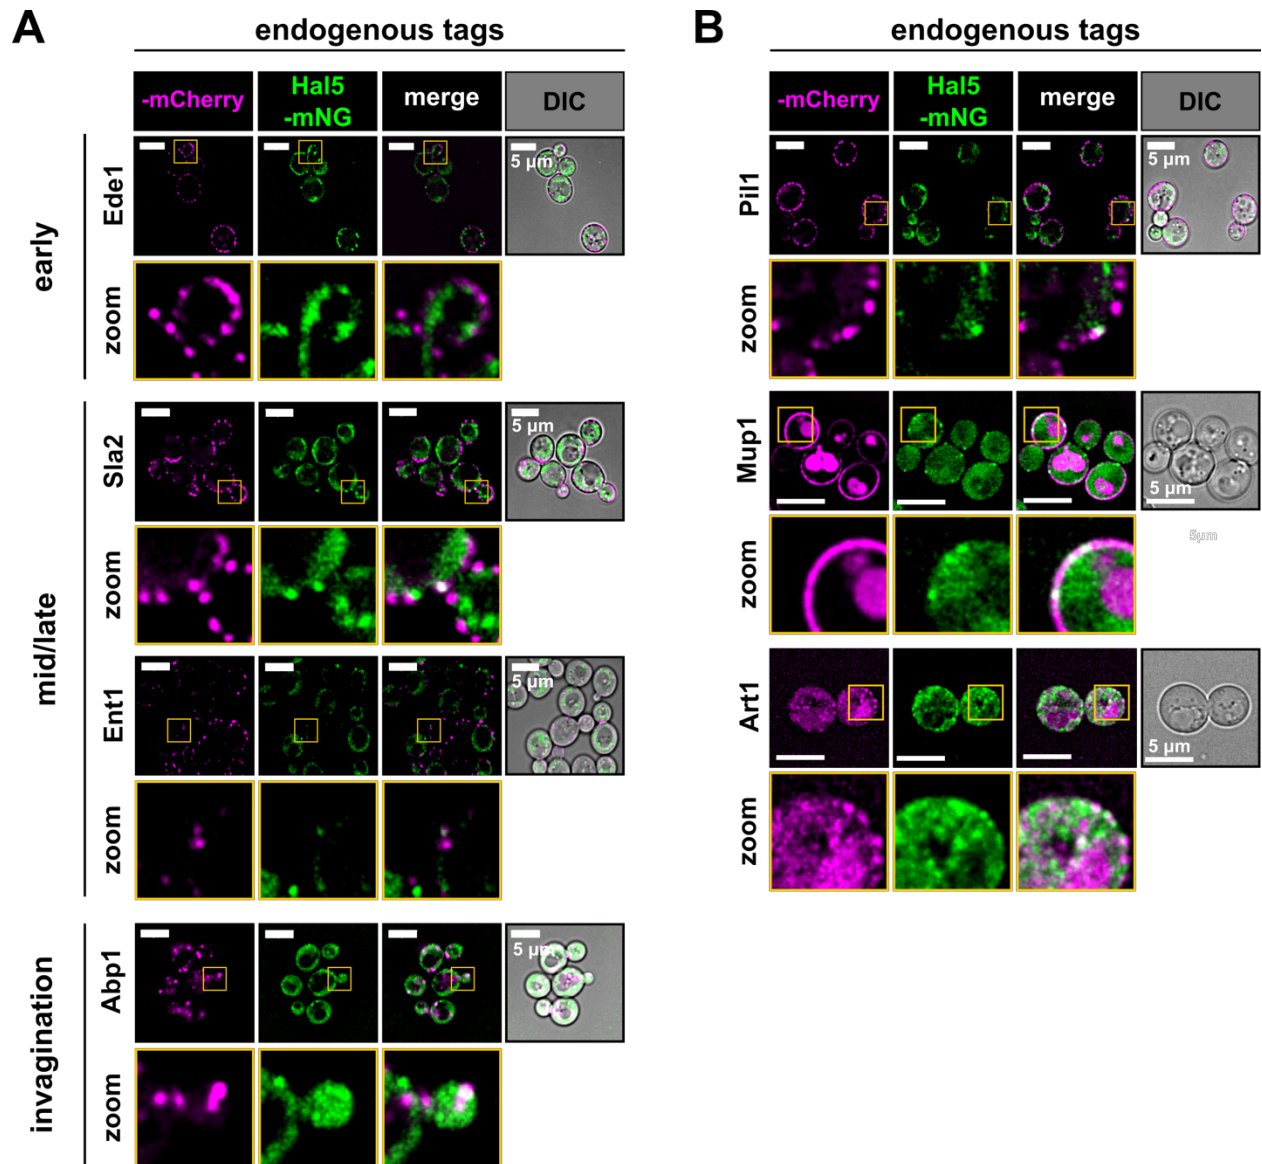 A
endogenous tags
-mCherry
Hal5
-mNG
merge
DIC
early
Ede1
5 µm
zoom
mid/late
Sla2
5 µm
zoom
Ent1
5 µm
zoom
invagination
Abp1
5 µm
zoom
B
endogenous tags
-mCherry
Hal5
-mNG
merge
DIC
Pil1
5 µm
zoom
Mup1
5 µm
5µm
zoom
Art1
5 µm
zoom